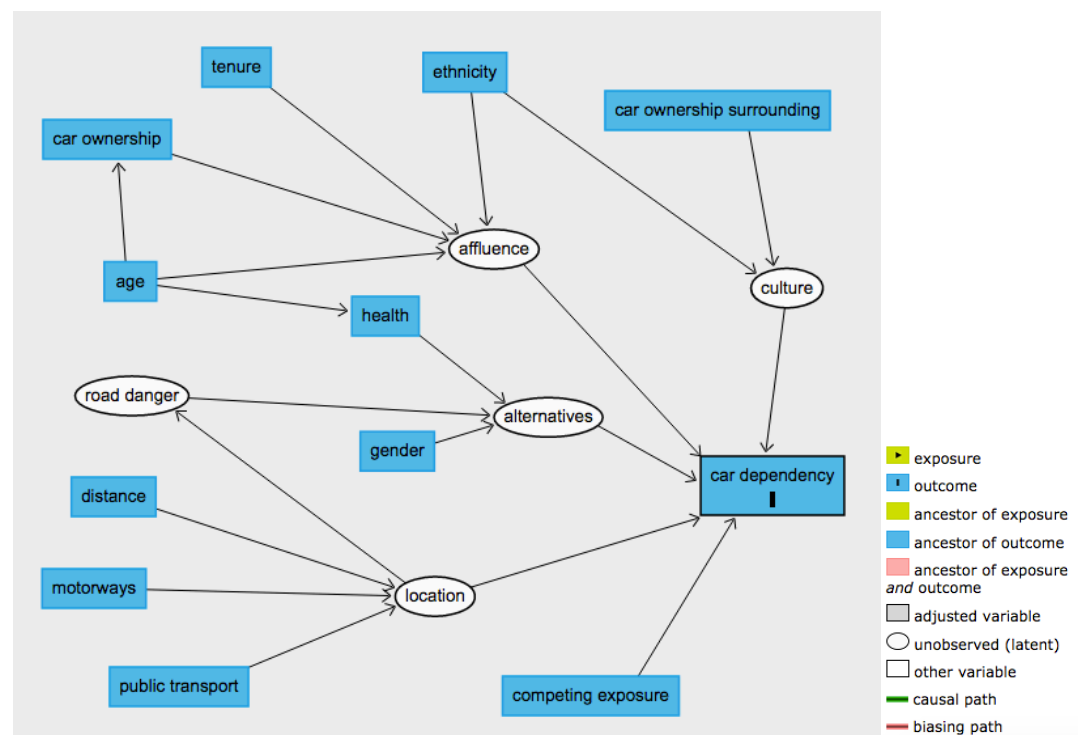 tenure
ethnicity
car ownership surrounding
car ownership
affluence
age
culture
health
road danger
alternatives
gender
car dependency
distance
motorways
location
public transport
competing exposure
exposure
outcome
ancestor of exposure
ancestor of outcome
ancestor of exposure
and outcome
adjusted variable
unobserved (latent)
other variable
causal path
biasing path